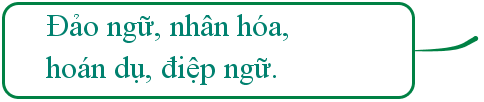 Đảo ngữ, nhân hóa,
hoán dụ, điệp ngữ.